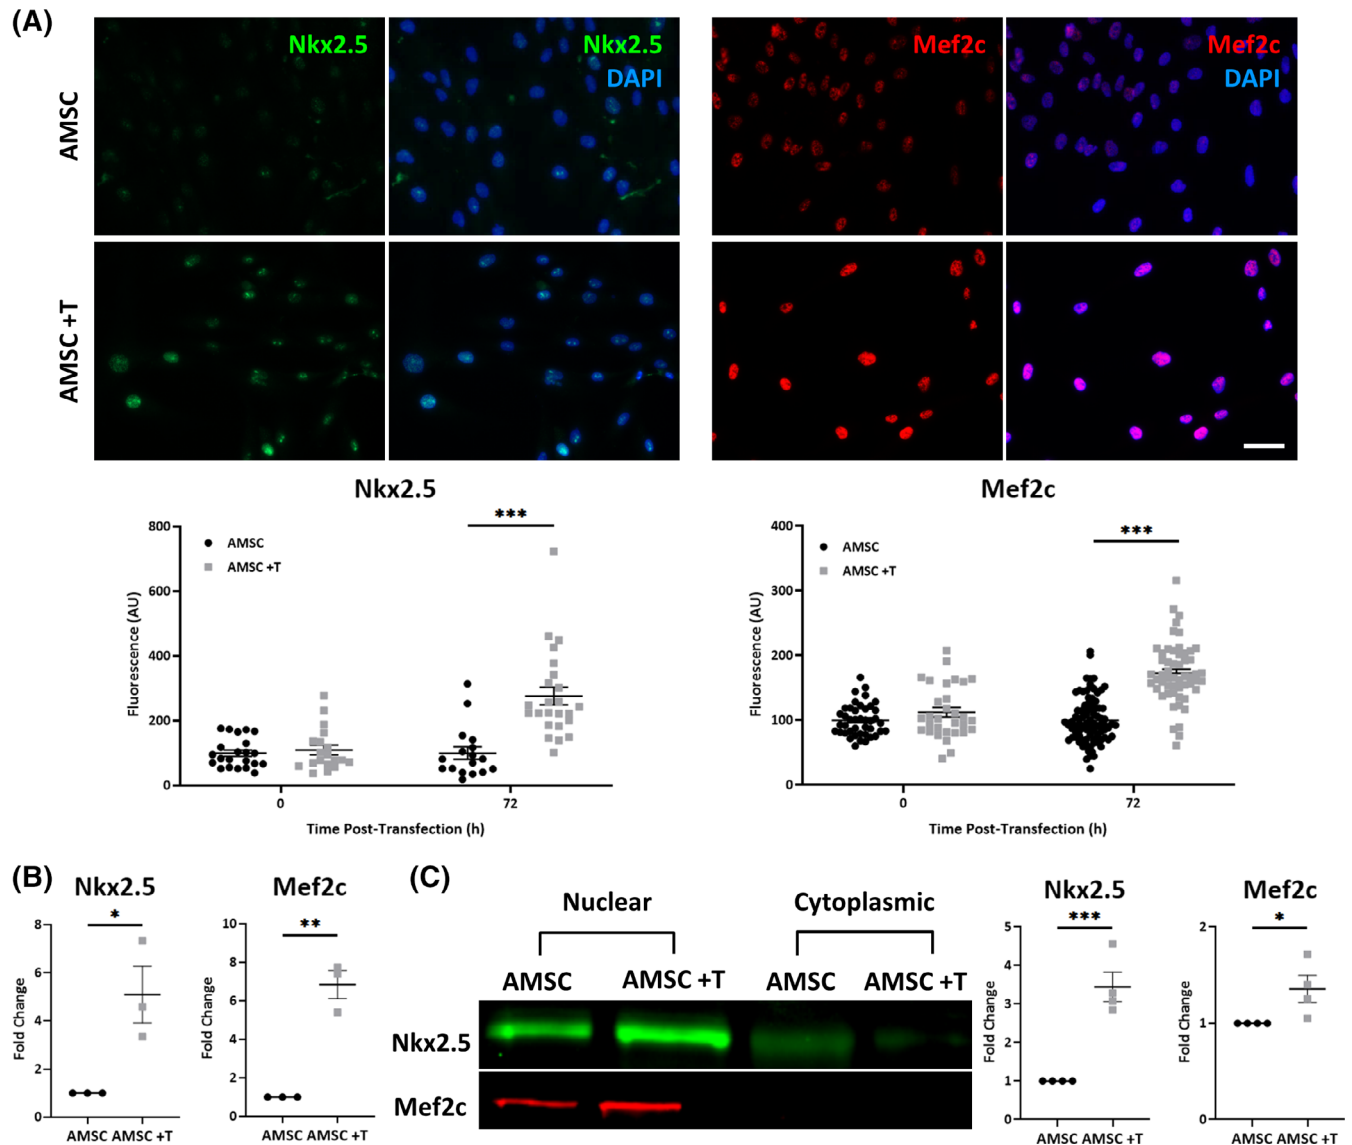 (A)
Nkx2.5
Nkx2.5
DAPI
Mef2c
Mef2c
DAPI
AMSC
AMSC +T
Nkx2.5
***
Fluorescence (AU)
800
600
400
200
0
AMSC
AMSC +T
0
72
Time Post-Transfection (h)
Mef2c
***
Fluorescence (AU)
400
300
200
100
0
AMSC
AMSC +T
0
72
Time Post-Transfection (h)
(B)
Nkx2.5
*
Fold Change
8
6
4
2
0
AMSC AMSC +T
Mef2c
**
Fold Change
10
8
6
4
2
0
AMSC AMSC +T
(C)
Nuclear
Cytoplasmic
AMSC
AMSC +T
AMSC
AMSC +T
Nkx2.5
Mef2c
Nkx2.5
***
Fold Change
5
4
3
2
1
0
AMSC AMSC +T
Mef2c
*
Fold Change
2
1
0
AMSC AMSC +T